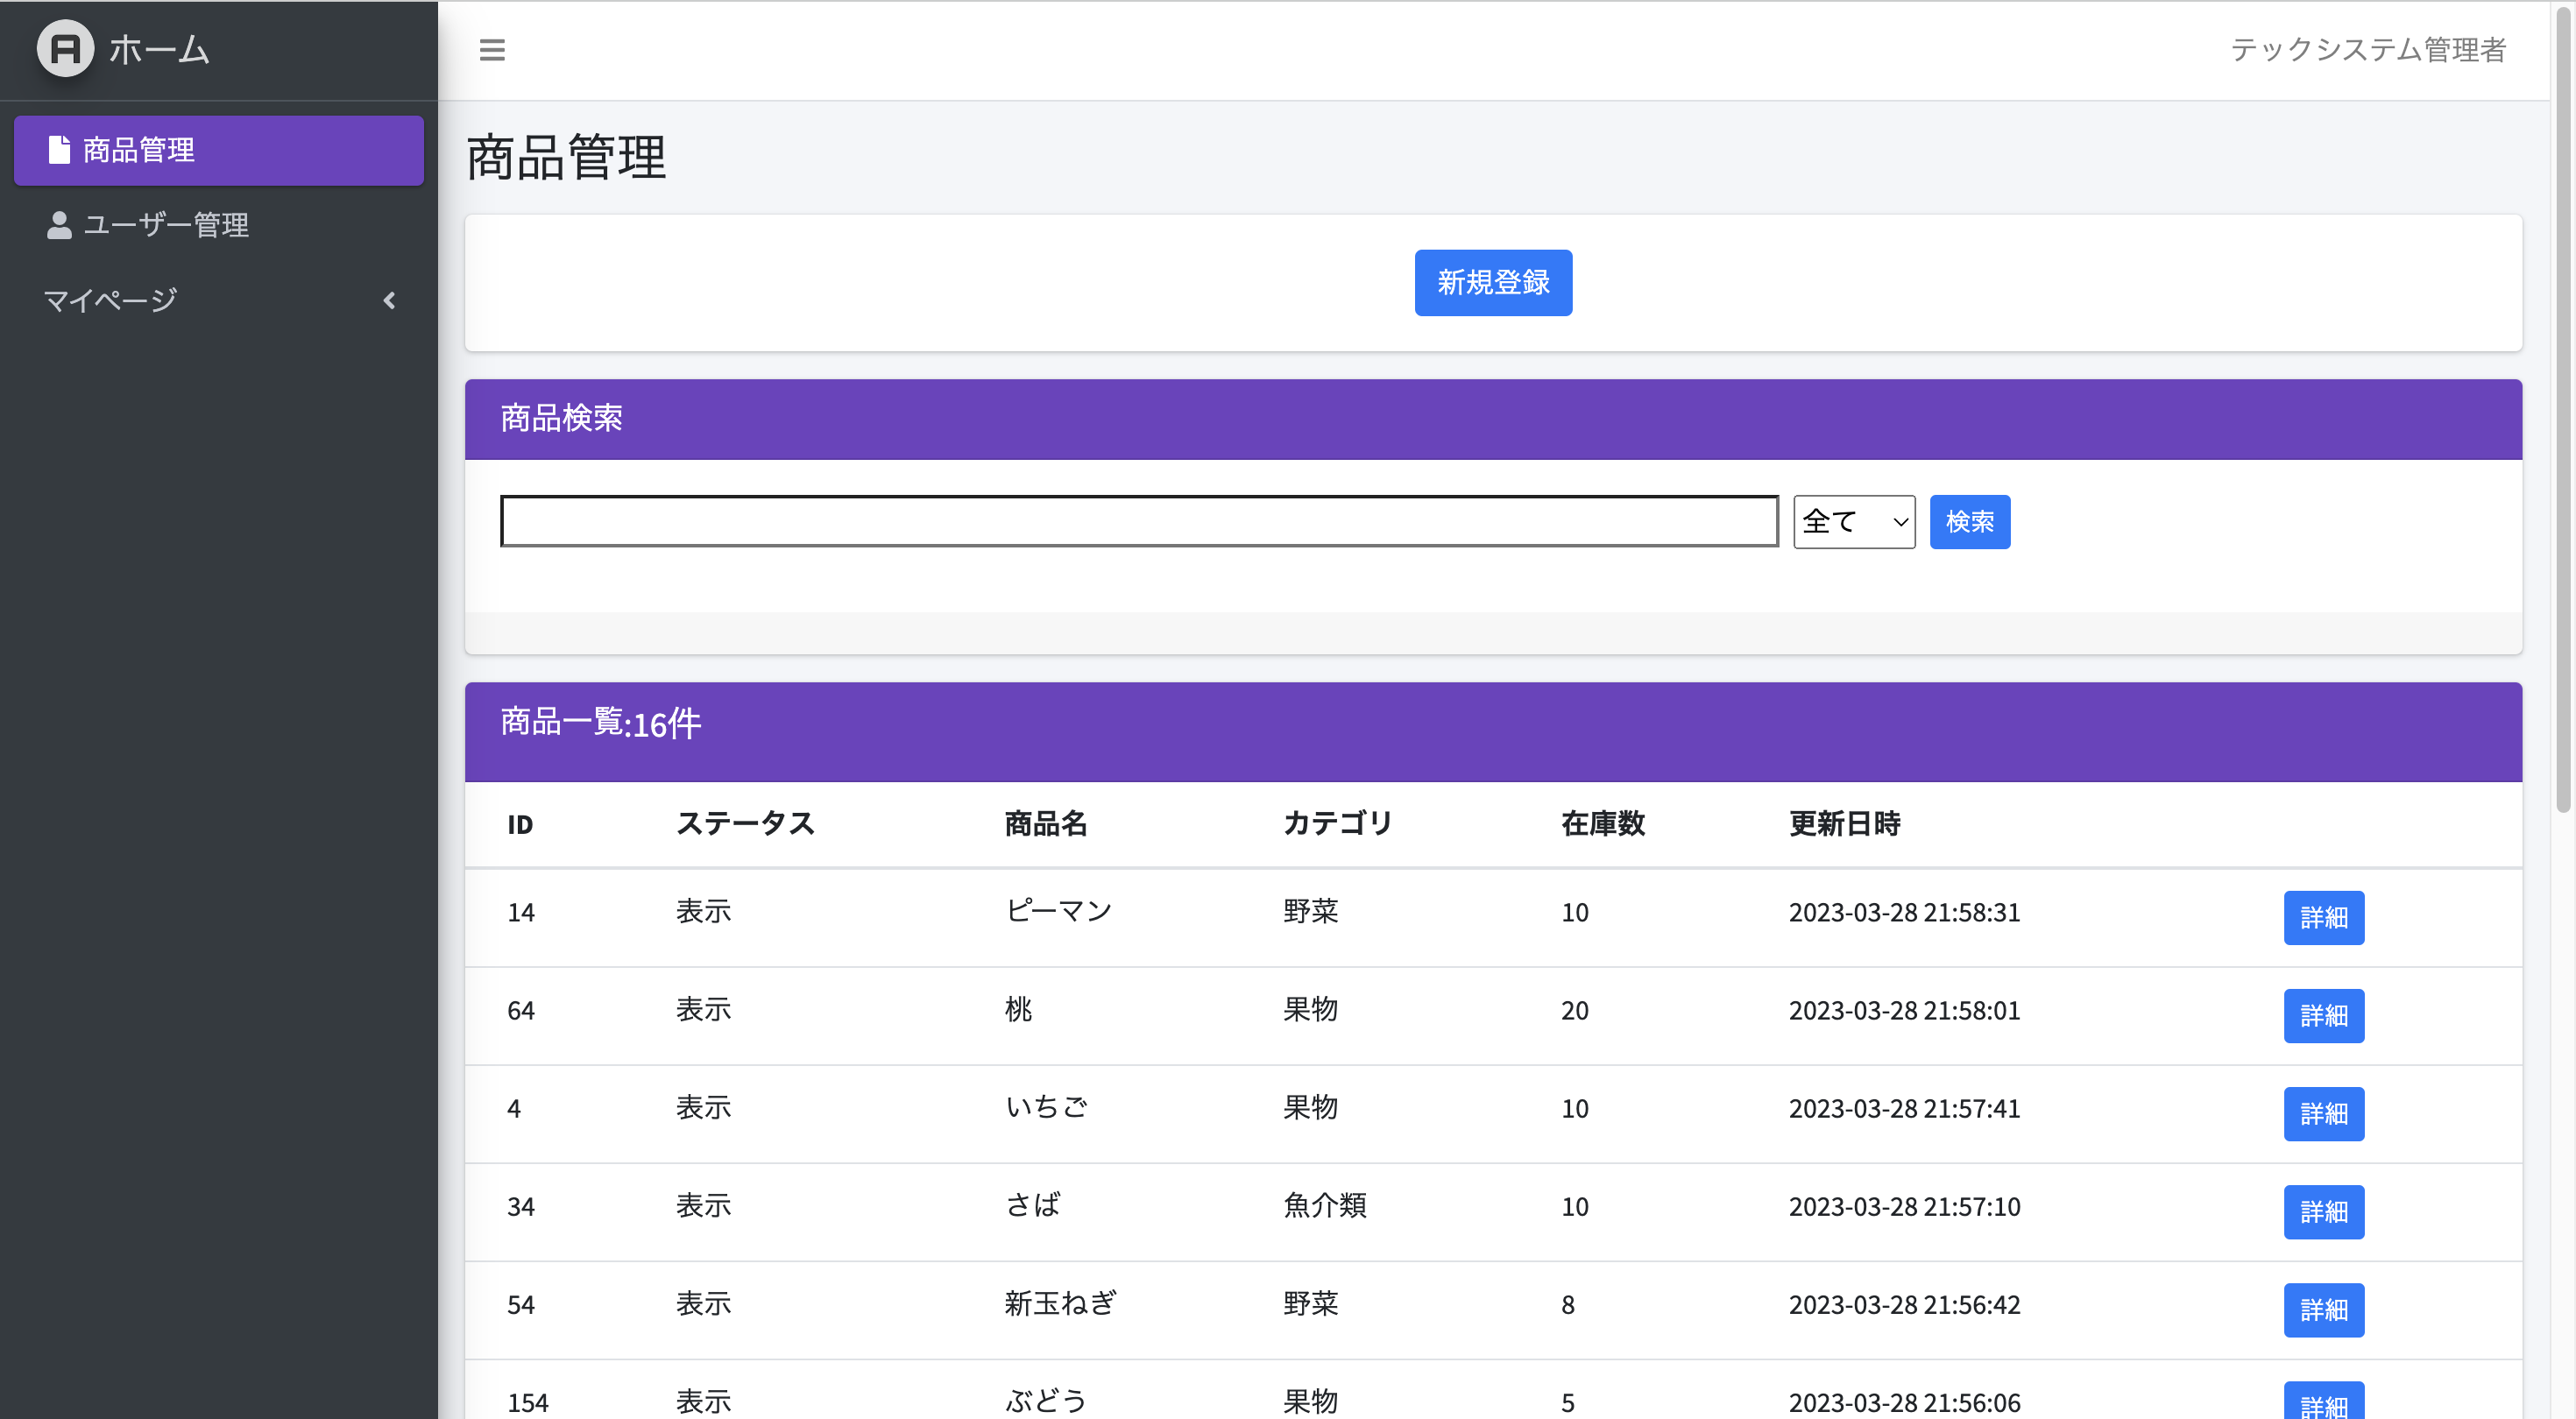 ホーム
テックシステム管理者
商品管理
ユーザー管理
マイページ
商品管理
新規登録
商品検索
全て 検索
商品一覧:16件
ID ステータス 商品名 カテゴリ 在庫数 更新日時
14 表示 ピーマン 野菜 10 2023-03-28 21:58:31 詳細
64 表示 桃 果物 20 2023-03-28 21:58:01 詳細
4 表示 いちご 果物 10 2023-03-28 21:57:41 詳細
34 表示 さば 魚介類 10 2023-03-28 21:57:10 詳細
54 表示 新玉ねぎ 野菜 8 2023-03-28 21:56:42 詳細
154 表示 ぶどう 果物 5 2023-03-28 21:56:06 詳細